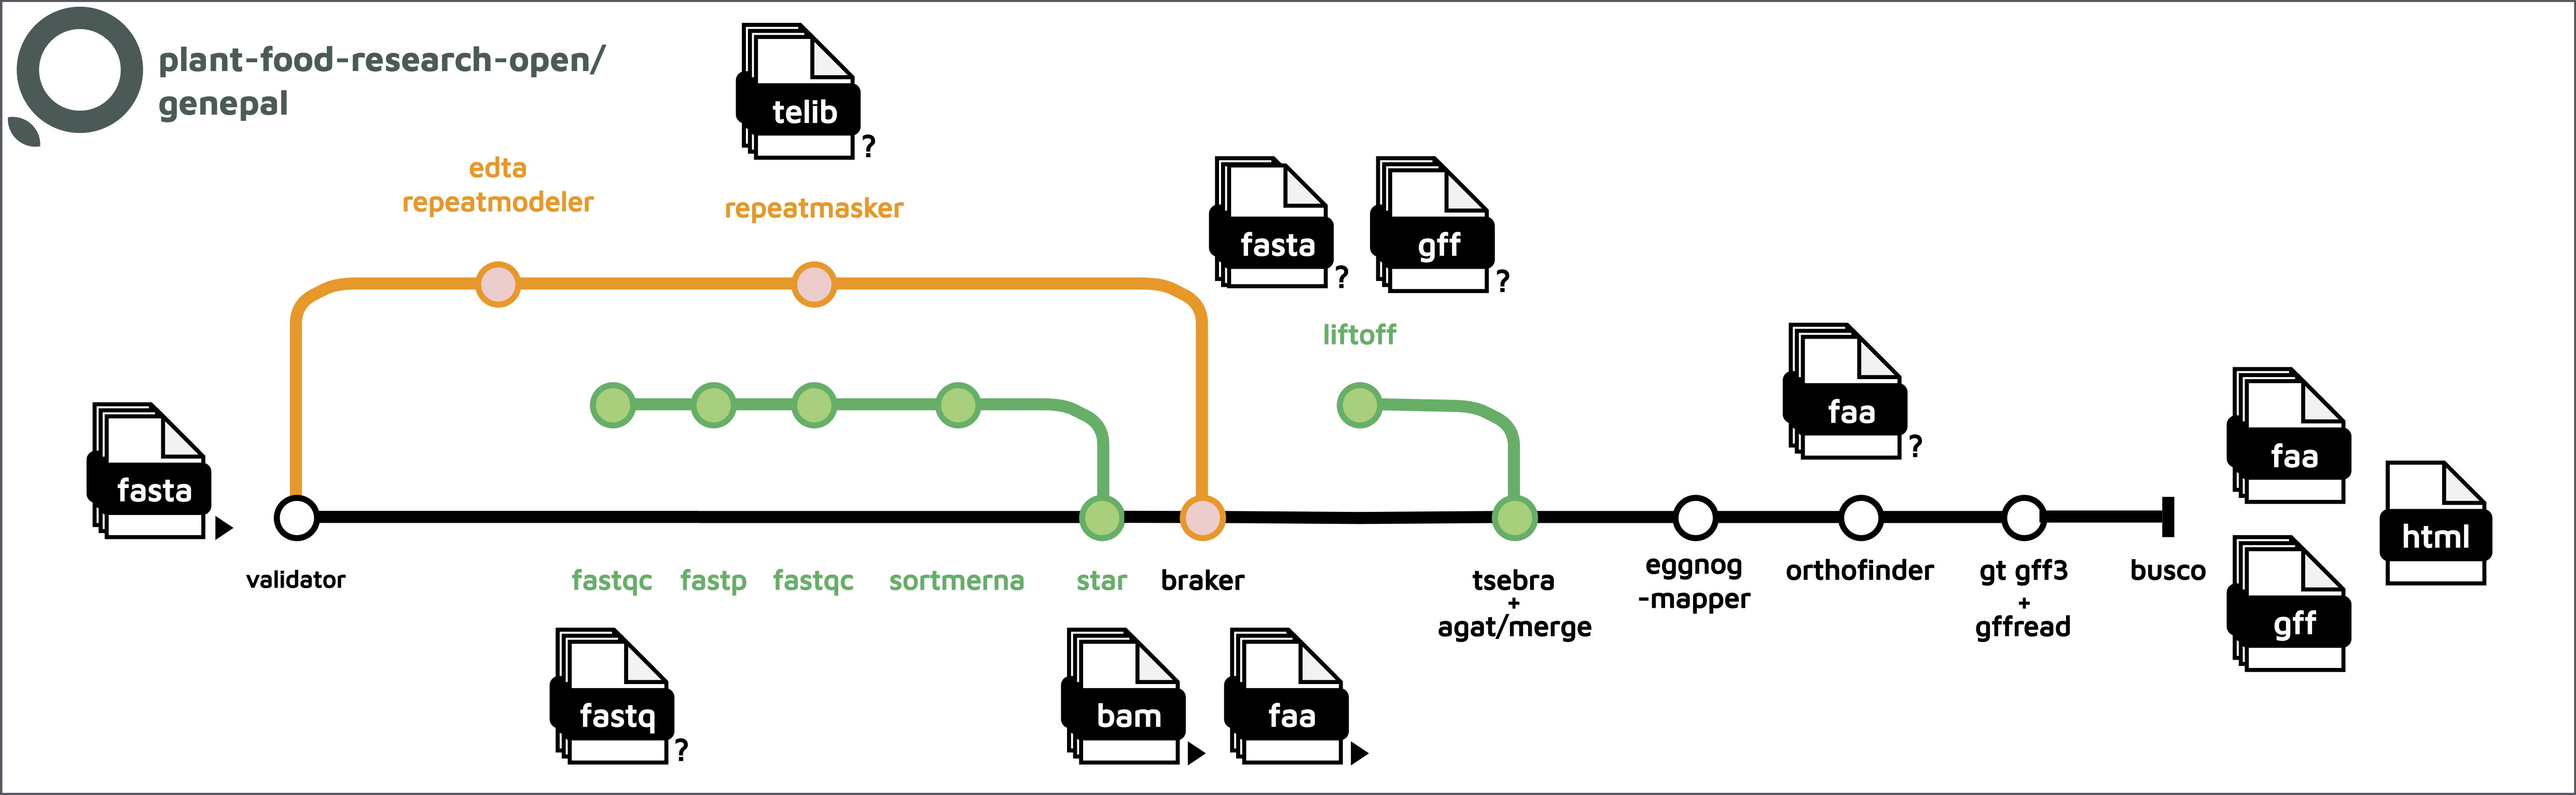 plant-food-research-open/
genepal
telib
?
edta
repeatmodeler
repeatmasker
fasta
?
gff
?
liftoff
faa
?
fasta
faa
html
gff
validator
fastqc
fastp
fastqc
sortmerna
star
braker
tsebra
+
agat/merge
eggnog
-mapper
orthofinder
gt gff3
+
gffread
busco
fastq
?
bam
faa